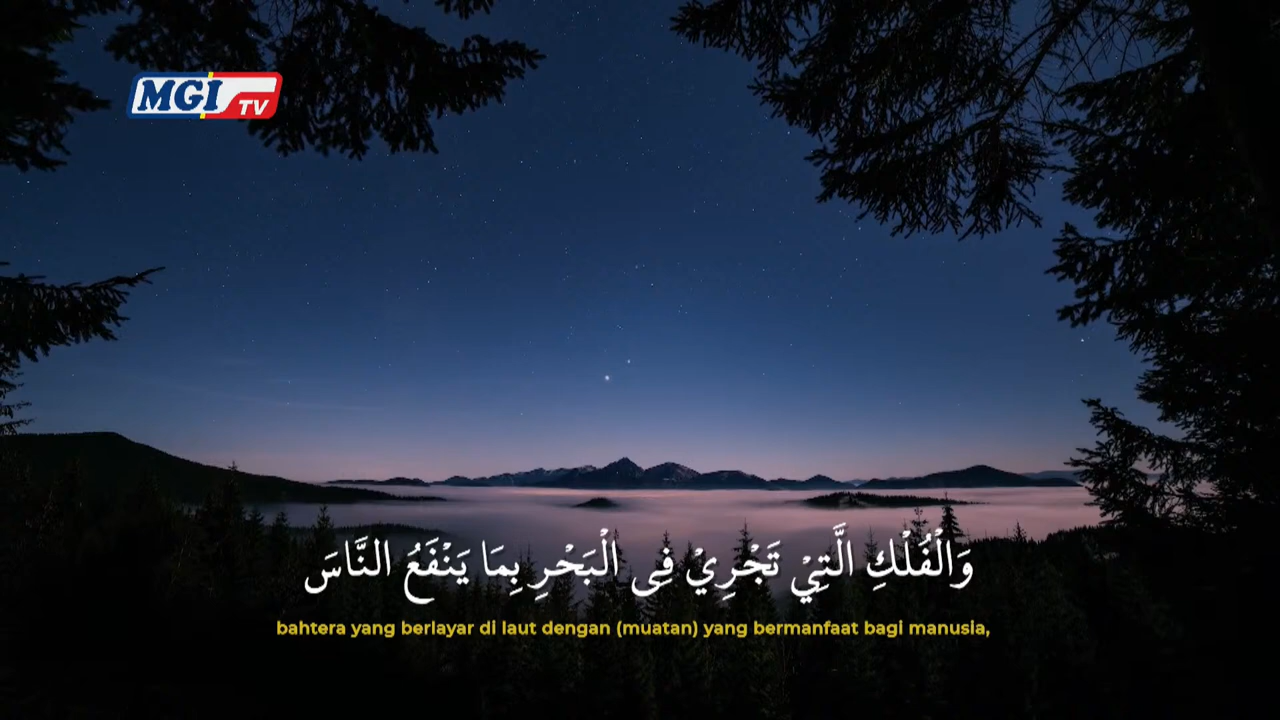 MGI TV
وَالْفُلْكِ الَّتِيْ تَجْرِيْ فِى الْبَحْرِ بِمَا يَنْفَعُ النَّاسَ
bahtera yang berlayar di laut dengan (muatan) yang bermanfaat bagi manusia,